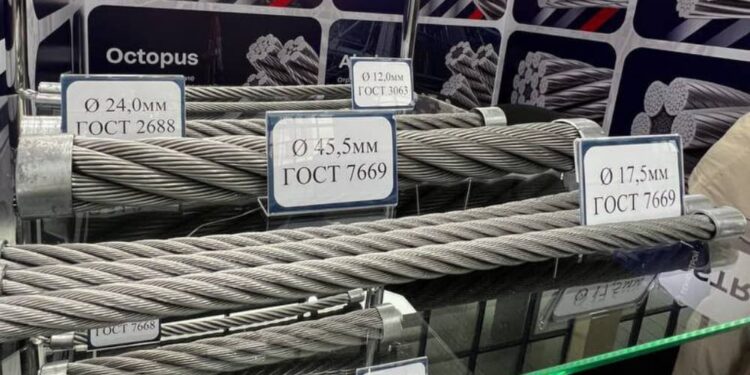 Octopus
Ø 12,0мм
ГОСТ 3063
Ø 24,0мм
ГОСТ 2688
Ø 45,5мм
ГОСТ 7669
Ø 17,5мм
ГОСТ 7669
STR
ГОСТ 7668